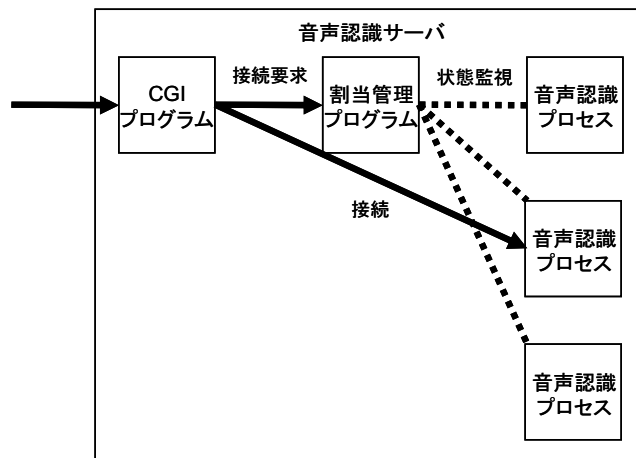 音声認識サーバ
CGI
プログラム
接続要求
割当管理
プログラム
状態監視
音声認識
プロセス
接続
音声認識
プロセス
音声認識
プロセス